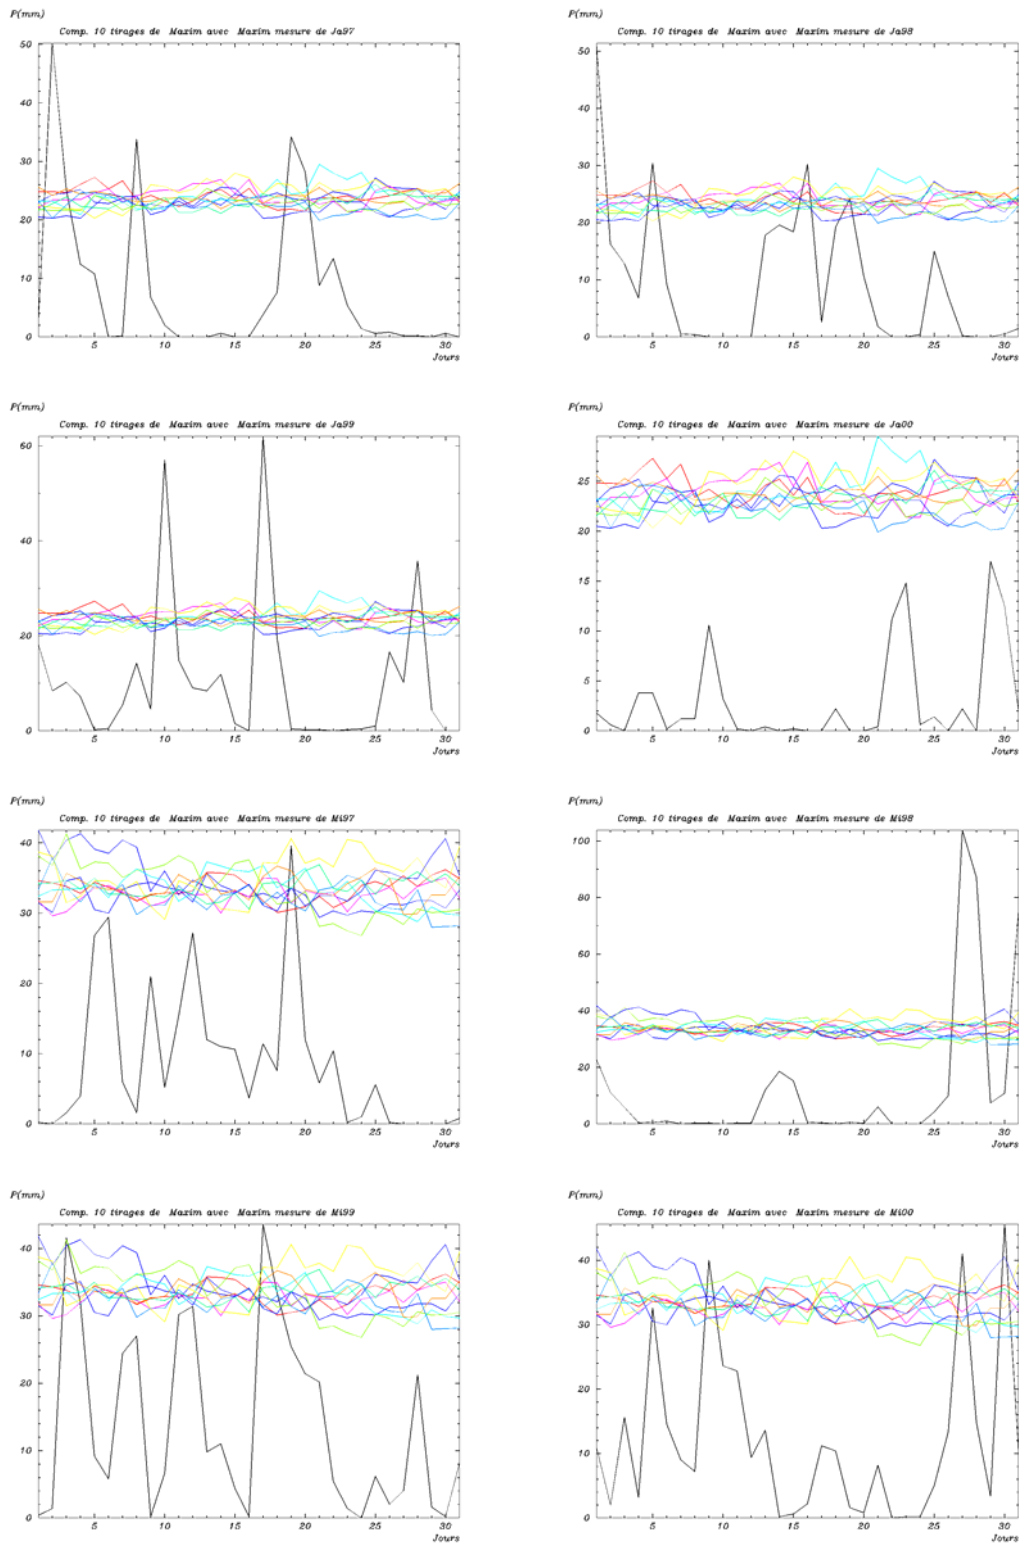 P(mm)
Comp. 10 tirages de Maxim avec Maxim mesure de Ja97
50
40
30
20
10
0
5 10 15 20 25 30
Jours
P(mm)
Comp. 10 tirages de Maxim avec Maxim mesure de Ja98
50
40
30
20
10
0
5 10 15 20 25 30
Jours
P(mm)
Comp. 10 tirages de Maxim avec Maxim mesure de Ja99
60
40
20
0
5 10 15 20 25 30
Jours
P(mm)
Comp. 10 tirages de Maxim avec Maxim mesure de Ja00
25
20
15
10
5
0
5 10 15 20 25 30
Jours
P(mm)
Comp. 10 tirages de Maxim avec Maxim mesure de Mi97
40
30
20
10
0
5 10 15 20 25 30
Jours
P(mm)
Comp. 10 tirages de Maxim avec Maxim mesure de Mi98
100
80
60
40
20
0
5 10 15 20 25 30
Jours
P(mm)
Comp. 10 tirages de Maxim avec Maxim mesure de Mi99
40
30
20
10
0
5 10 15 20 25 30
Jours
P(mm)
Comp. 10 tirages de Maxim avec Maxim mesure de Mi00
40
30
20
10
0
5 10 15 20 25 30
Jours